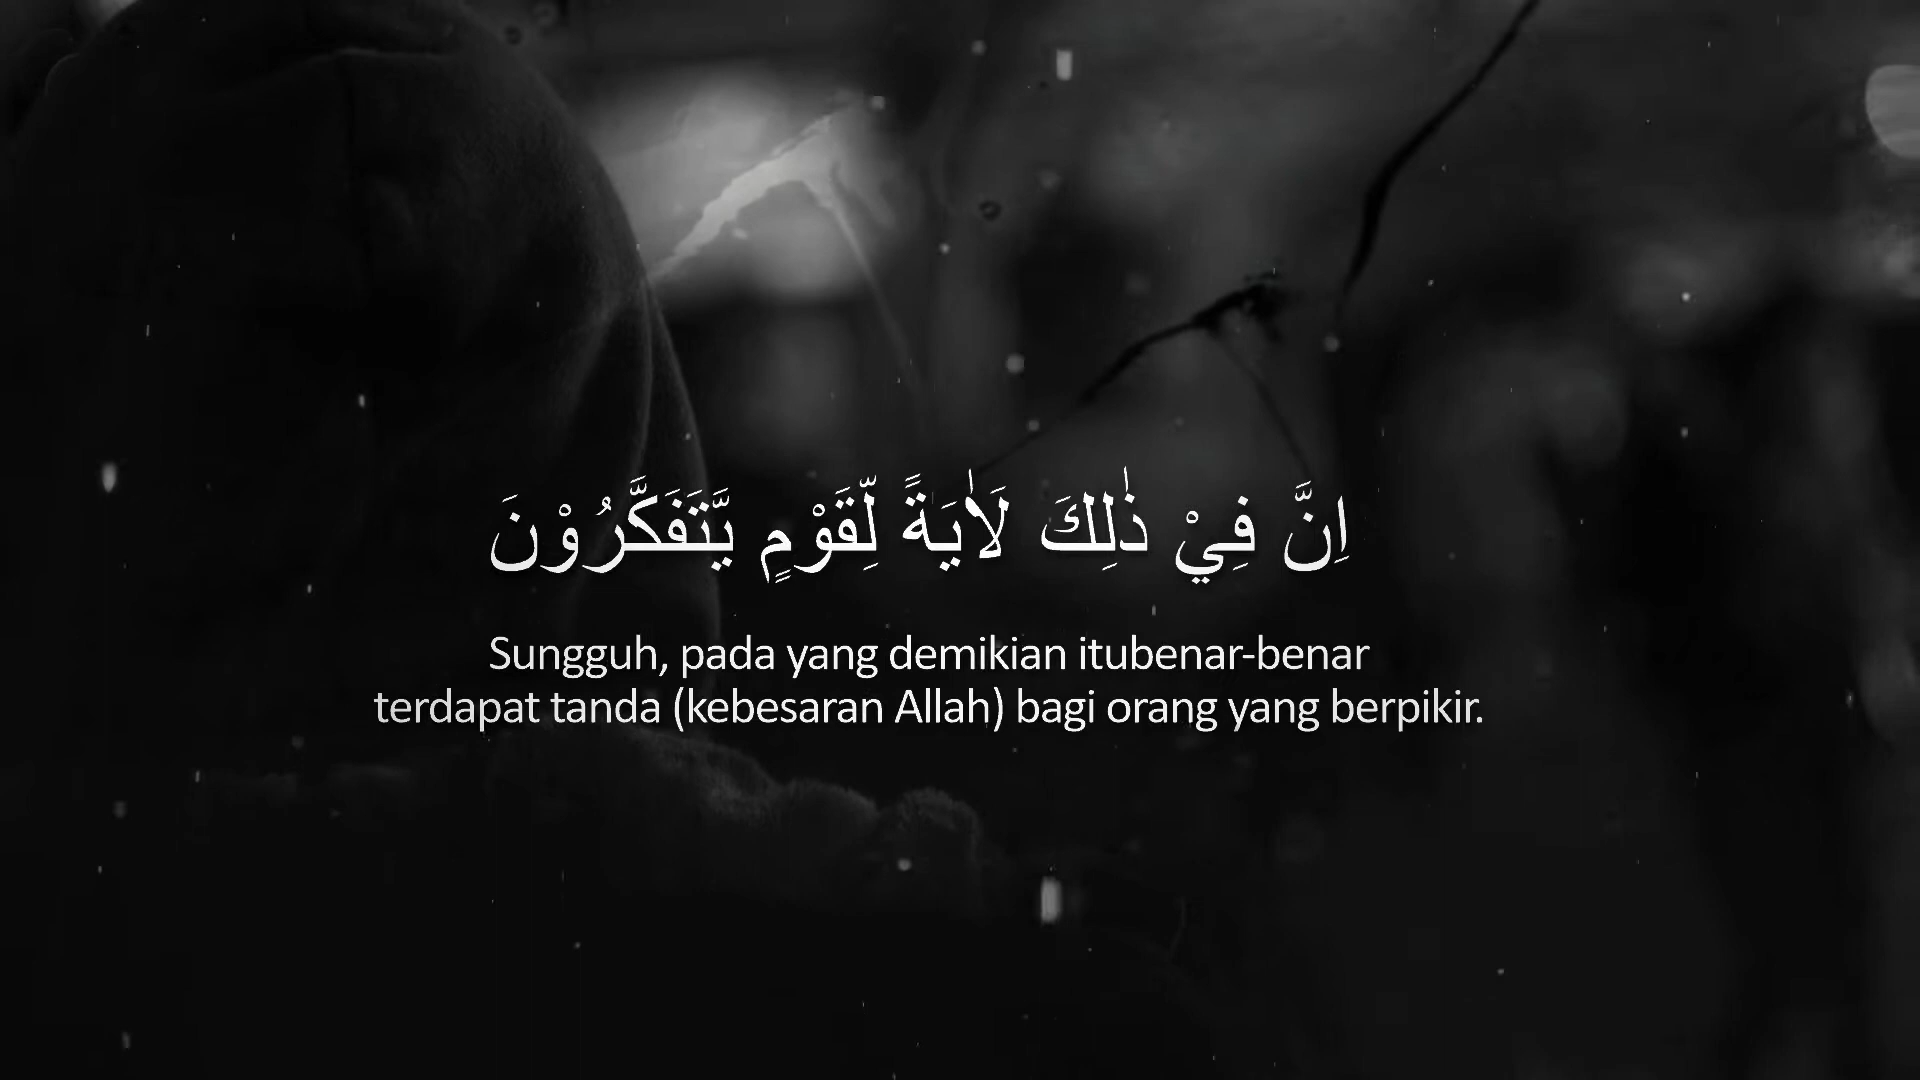 اِنَّ فِيْ ذٰلِكَ لَاٰيَةً لِّقَوْمٍ يَّتَفَكَّرُوْنَ
Sungguh, pada yang demikian itubenar-benar
terdapat tanda (kebesaran Allah) bagi orang yang berpikir.